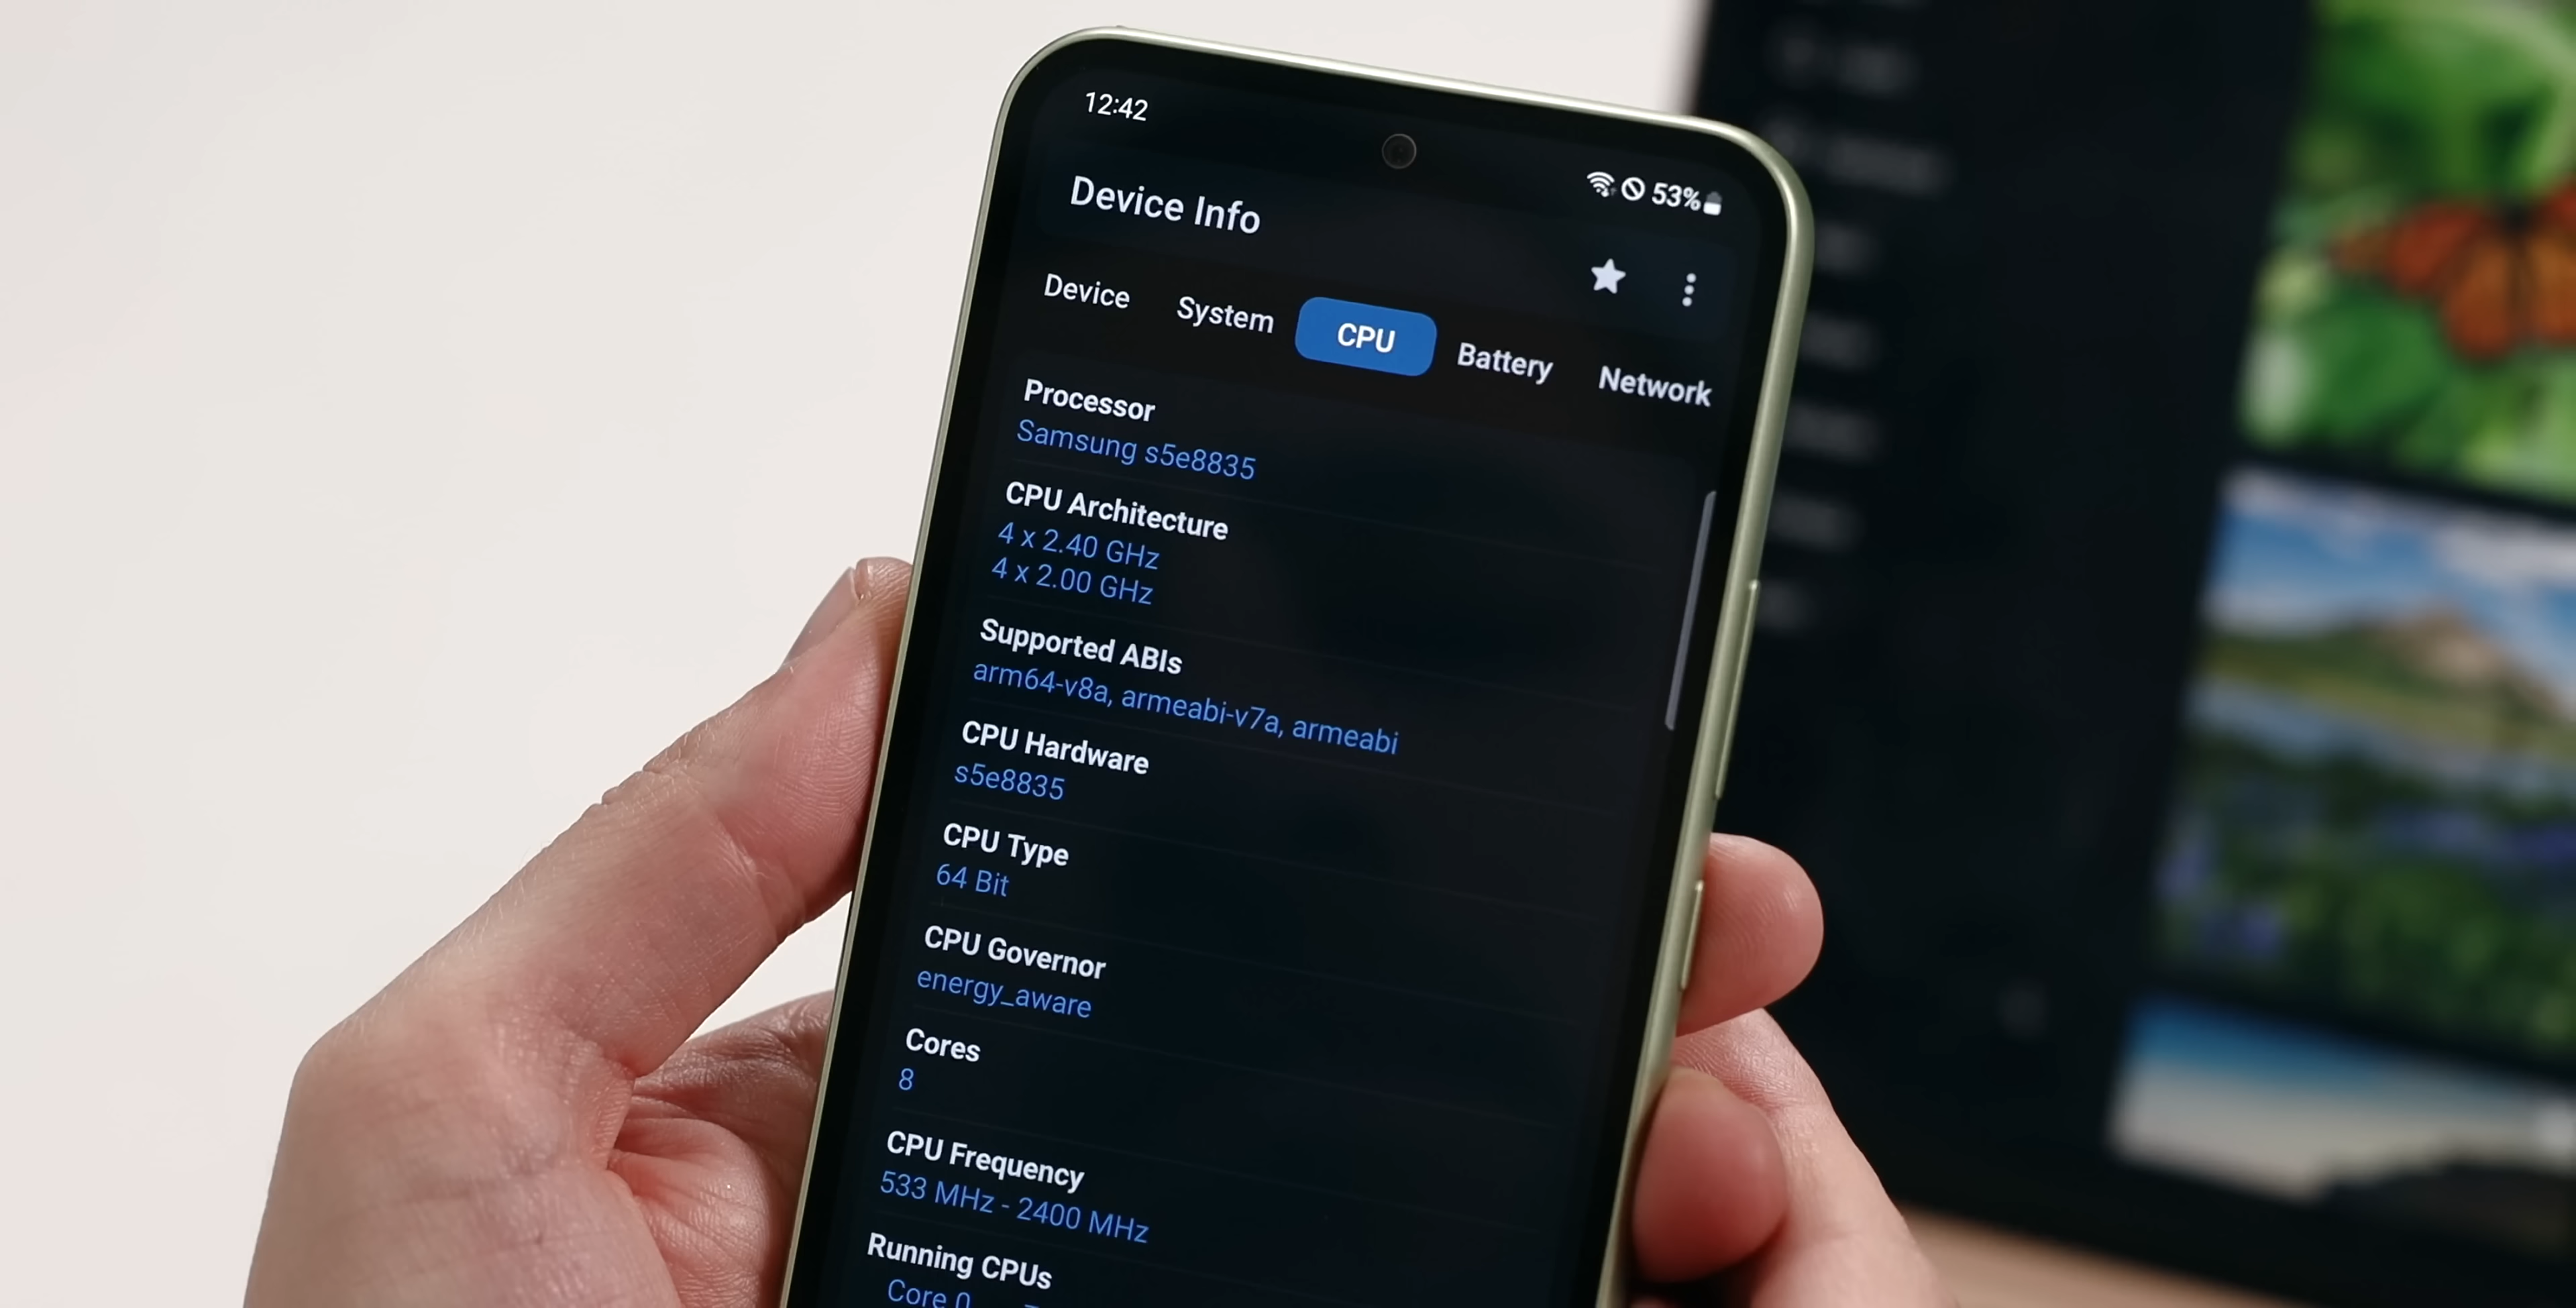 12:42
53%
Device Info
Device System CPU Battery Network
Processor
Samsung s5e8835
CPU Architecture
4 x 2.40 GHz
4 x 2.00 GHz
Supported ABIs
arm64-v8a, armeabi-v7a, armeabi
CPU Hardware
s5e8835
CPU Type
64 Bit
CPU Governor
energy_aware
Cores
8
CPU Frequency
533 MHz - 2400 MHz
Running CPUs
Core 0